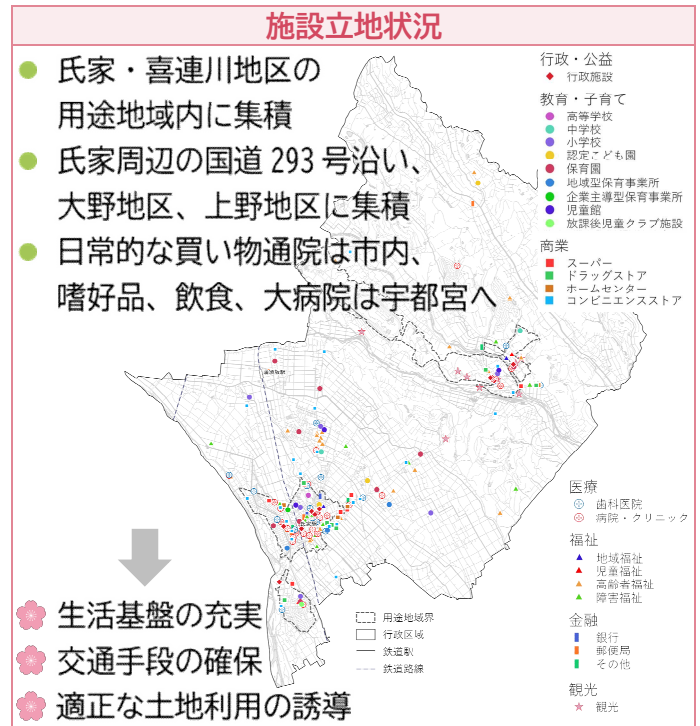 施設立地状況
氏家・喜連川地区の
用途地域内に集積
氏家周辺の国道 293 号沿い、
大野地区、上野地区に集積
日常的な買い物通院は市内、
嗜好品、飲食、大病院は宇都宮へ
行政・公益
行政施設
教育・子育て
高等学校
中学校
小学校
認定こども園
保育園
地域型保育事業所
企業主導型保育事業所
児童館
放課後児童クラブ施設
商業
スーパー
ドラッグストア
ホームセンター
コンビニエンスストア
医療
歯科医院
病院・クリニック
福祉
地域福祉
児童福祉
高齢者福祉
障害福祉
金融
銀行
郵便局
その他
観光
観光
用途地域界
行政区域
鉄道駅
鉄道路線
生活基盤の充実
交通手段の確保
適正な土地利用の誘導